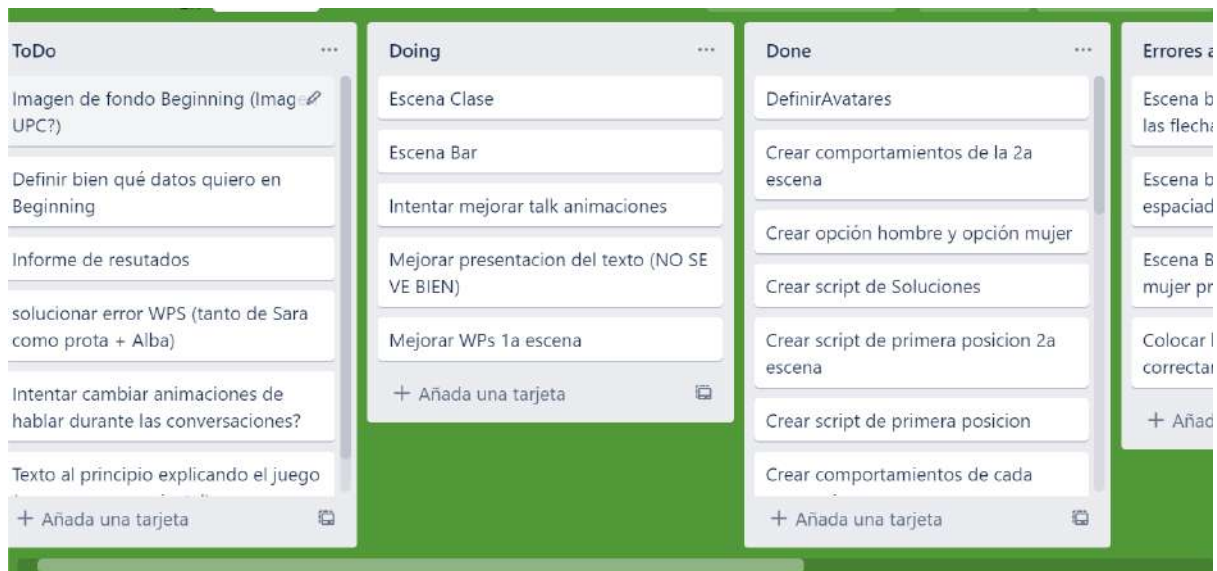 ToDo
Imagen de fondo Beginning (Image
UPC?)
Definir bien qué datos quiero en
Beginning
Informe de resutados
solucionar error WPS (tanto de Sara
como prota + Alba)
Intentar cambiar animaciones de
hablar durante las conversaciones?
Texto al principio explicando el juego
+ Añada una tarjeta
Doing
Escena Clase
Escena Bar
Intentar mejorar talk animaciones
Mejorar presentacion del texto (NO SE
VE BIEN)
Mejorar WPs 1a escena
+ Añada una tarjeta
Done
DefinirAvatares
Crear comportamientos de la 2a
escena
Crear opción hombre y opción mujer
Crear script de Soluciones
Crear script de primera posicion 2a
escena
Crear script de primera posicion
Crear comportamientos de cada
+ Añada una tarjeta
Errores a
Escena b
las flecha
Escena b
espaciad
Escena B
mujer pr
Colocar
correctar
+ Añad